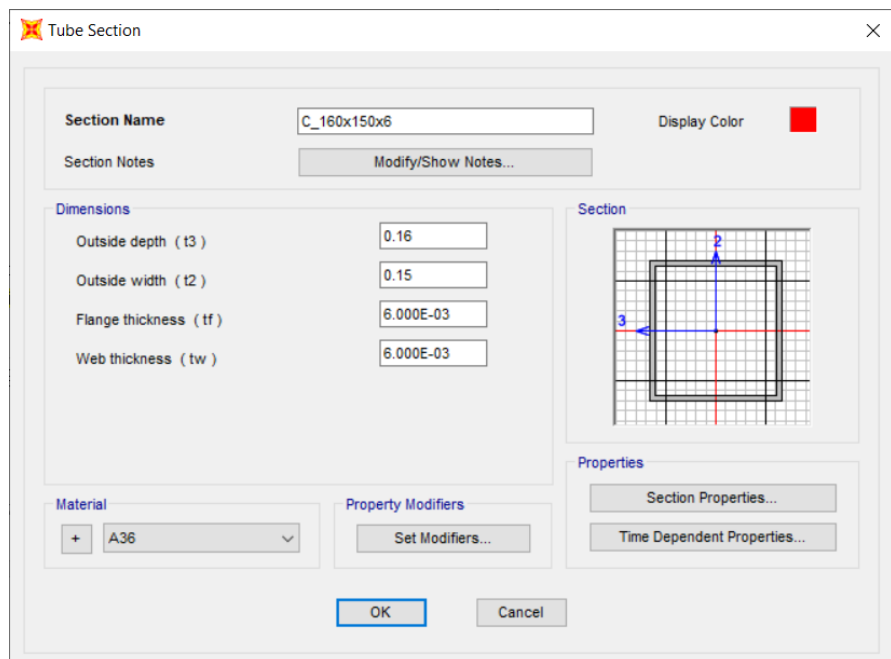 Tube Section
Section Name C_160x150x6 Display Color
Section Notes Modify/Show Notes...
Dimensions
Outside depth ( t3 ) 0.16
Outside width ( t2 ) 0.15
Flange thickness ( tf ) 6.000E-03
Web thickness ( tw ) 6.000E-03
Section
2
3
Material
+ A36
Property Modifiers
Set Modifiers...
Properties
Section Properties...
Time Dependent Properties...
OK Cancel